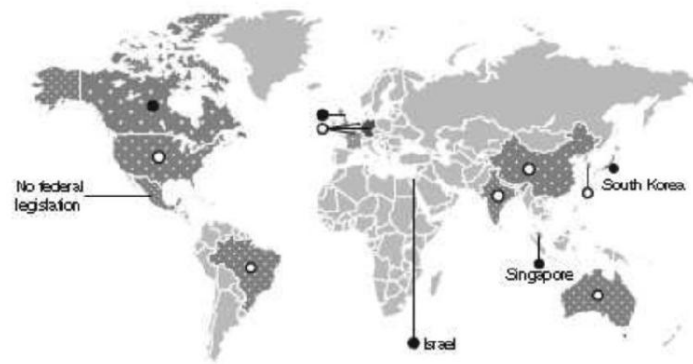 No federal
legislation
South Korea
Singapore
Israel